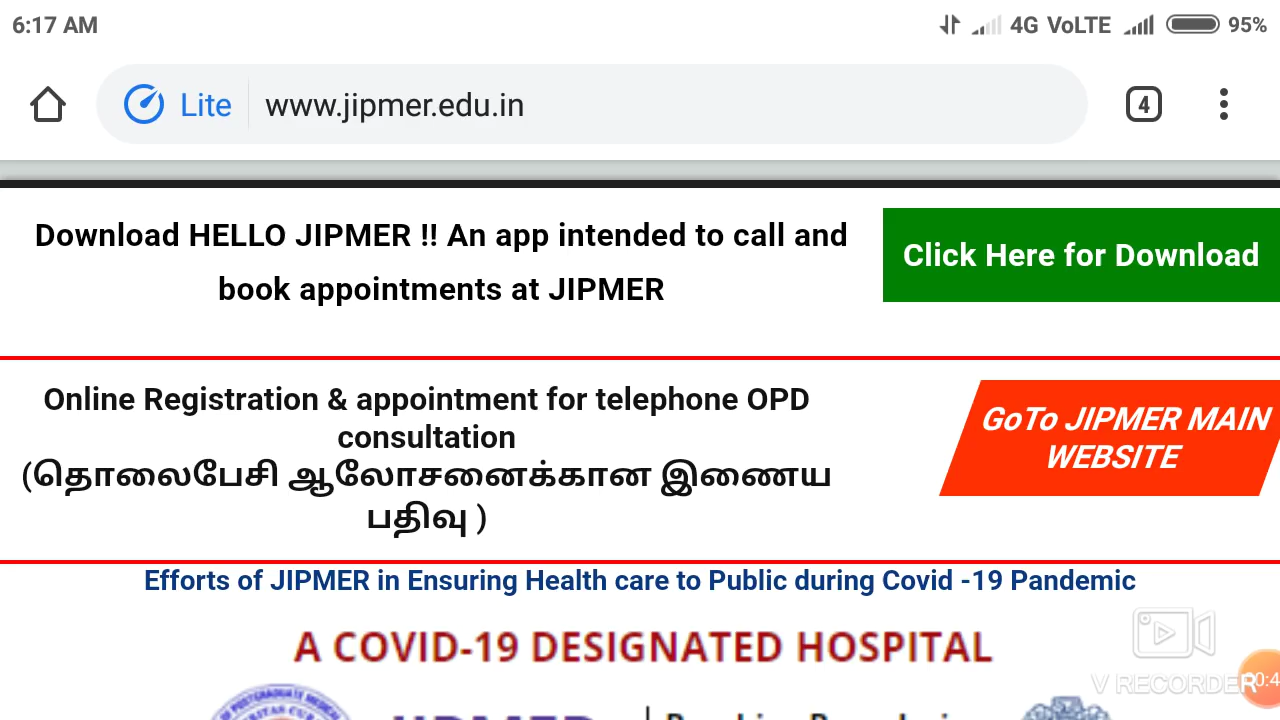 6:17 AM
4G VoLTE
95%
Lite
www.jipmer.edu.in
4
Download HELLO JIPMER !! An app intended to call and
book appointments at JIPMER
Click Here for Download
Online Registration & appointment for telephone OPD
consultation
(தொலைபேசி ஆலோசனைக்கான இணைய
பதிவு )
GoTo JIPMER MAIN
WEBSITE
Efforts of JIPMER in Ensuring Health care to Public during Covid -19 Pandemic
A COVID-19 DESIGNATED HOSPITAL
V RECORDER